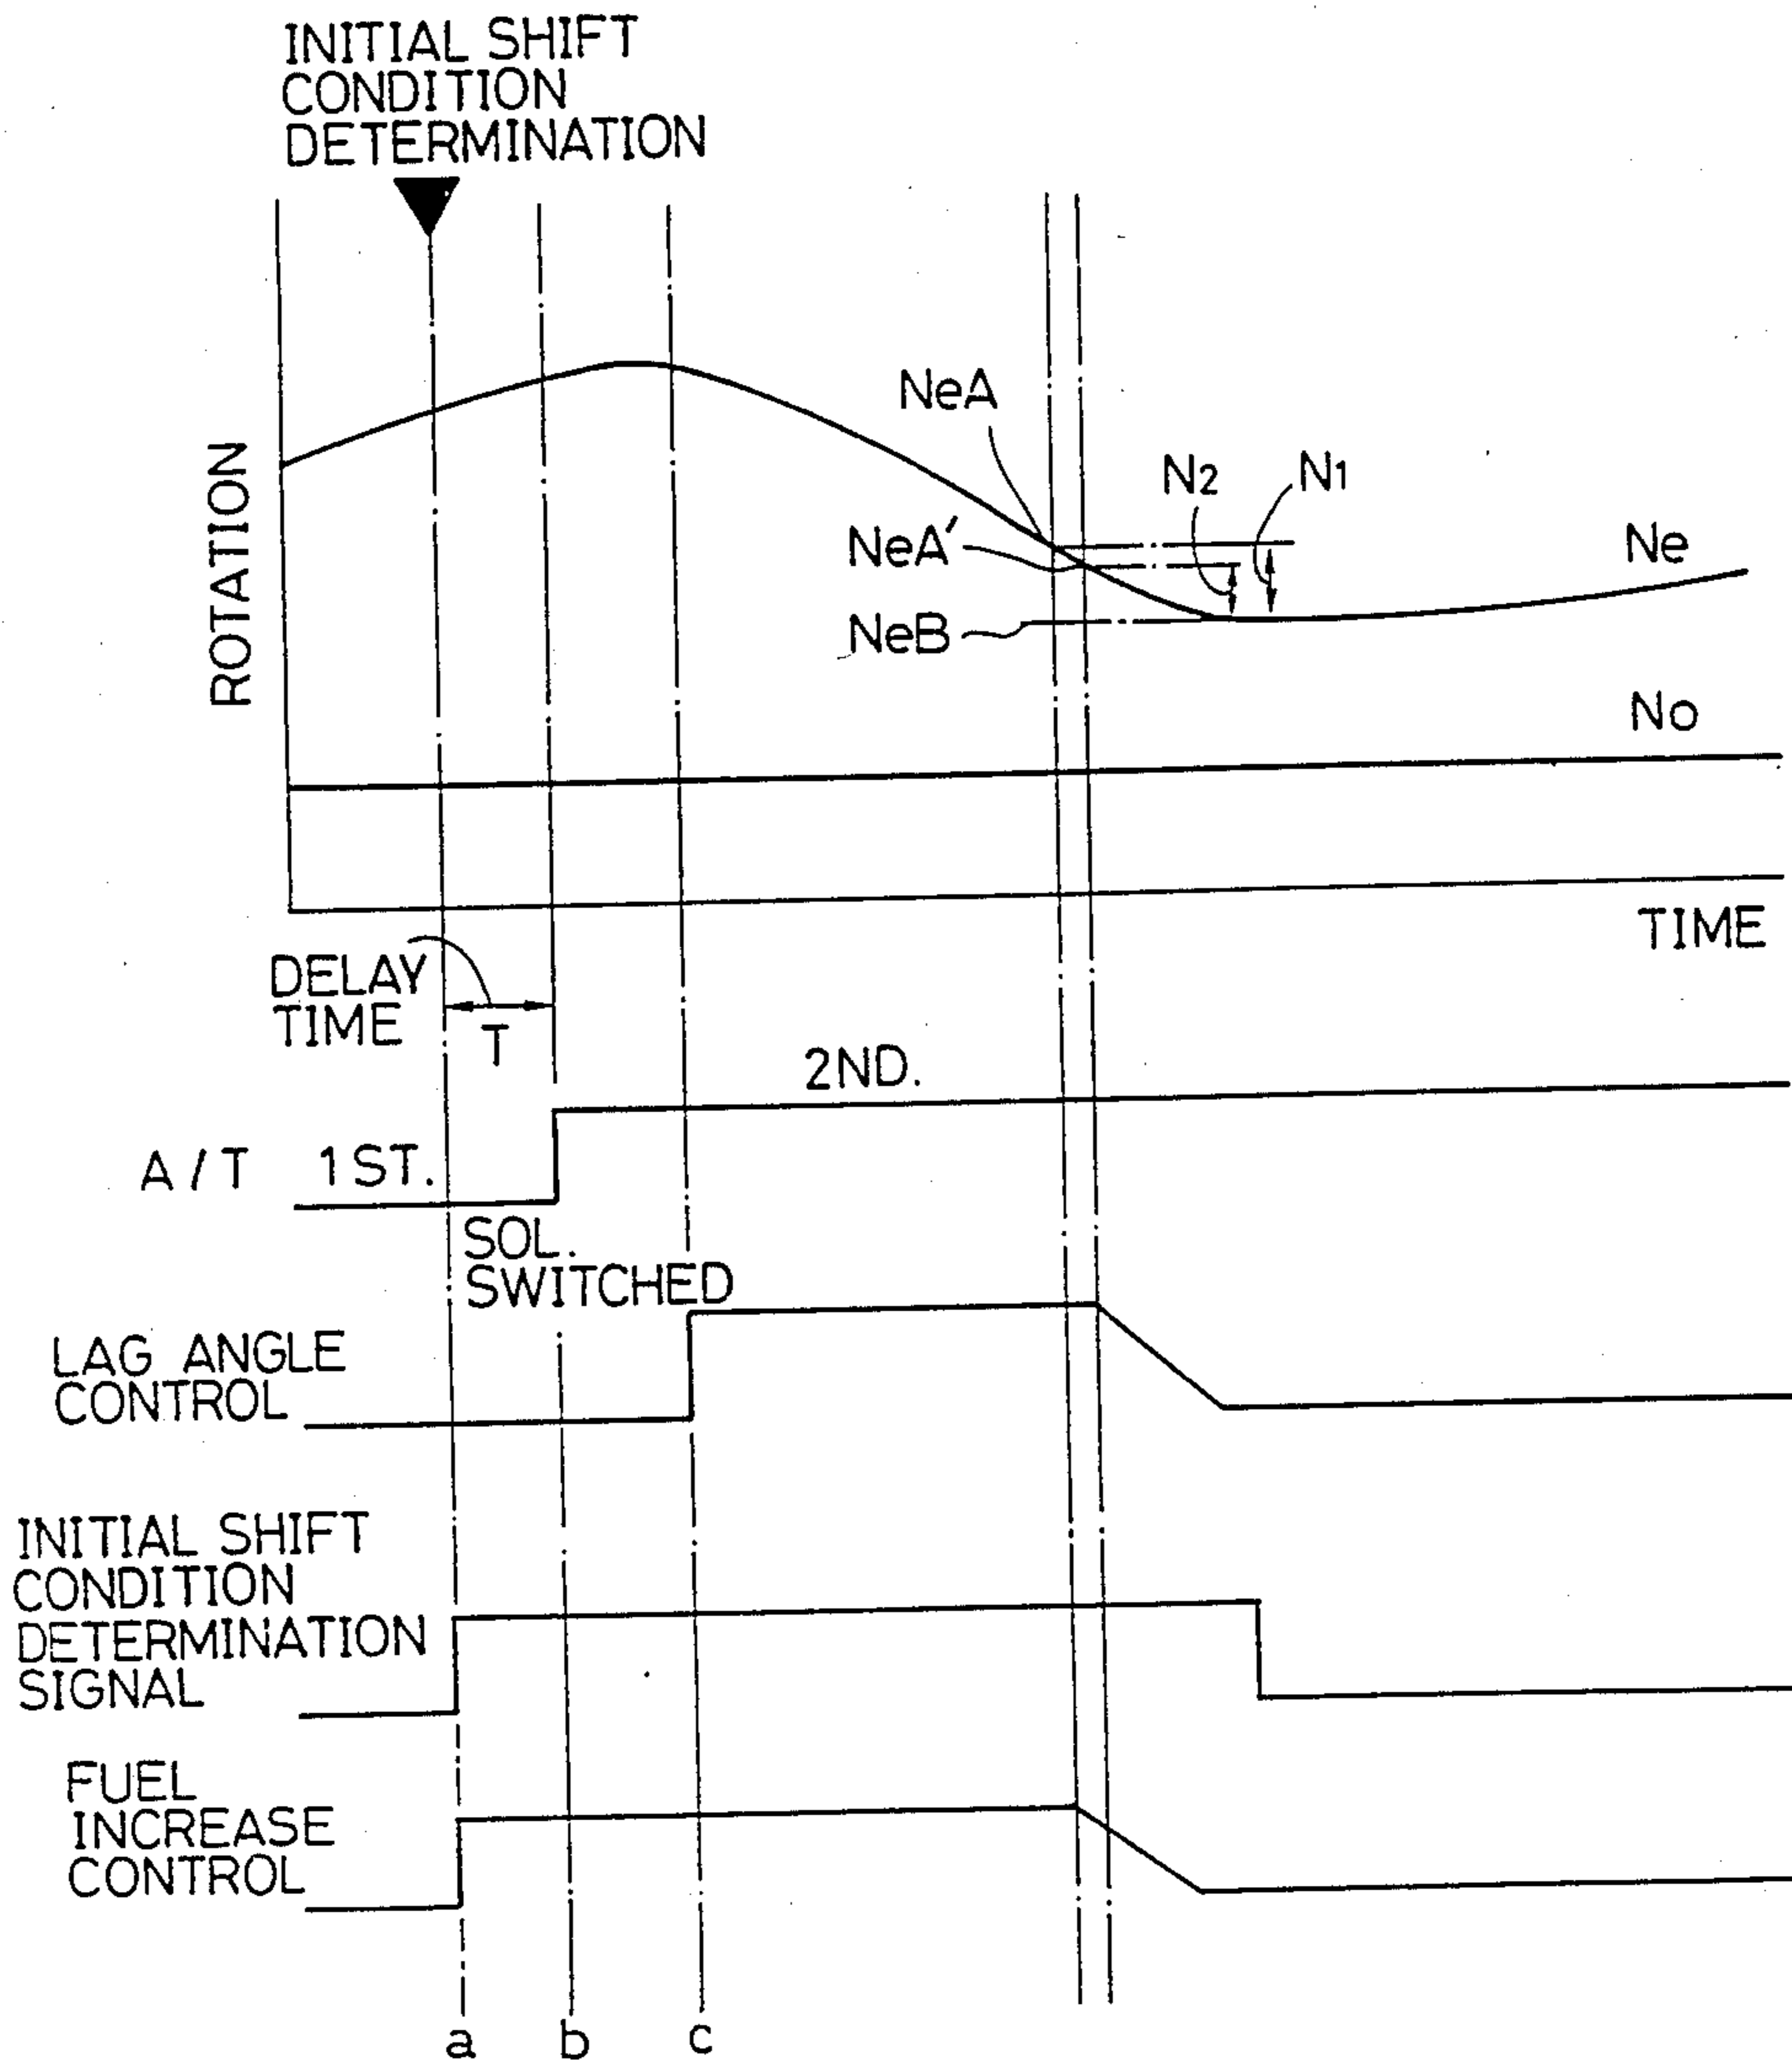 INITIAL SHIFT
CONDITION
DETERMINATION
ROTATION
NeA
N2
N1
NeA'
Ne
NeB
No
TIME
DELAY
TIME
T
2ND.
A/T
1ST.
SOL.
SWITCHED
LAG ANGLE
CONTROL
INITIAL SHIFT
CONDITION
DETERMINATION
SIGNAL
FUEL
INCREASE
CONTROL
a
b
c